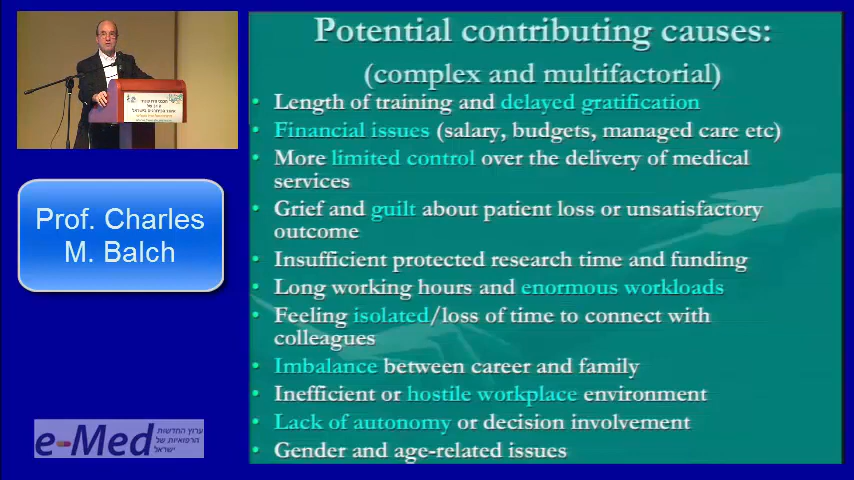 Potential contributing causes:
(complex and multifactorial)
• Length of training and delayed gratification
• Financial issues (salary, budgets, managed care etc)
• More limited control over the delivery of medical
services
• Grief and guilt about patient loss or unsatisfactory
outcome
• Insufficient protected research time and funding
• Long working hours and enormous workloads
• Feeling isolated/loss of time to connect with
colleagues
• Imbalance between career and family
• Inefficient or hostile workplace environment
• Lack of autonomy or decision involvement
• Gender and age-related issues
Prof. Charles
M. Balch
e-Med
ערוץ החדשות
הרפואיות של
ישראל